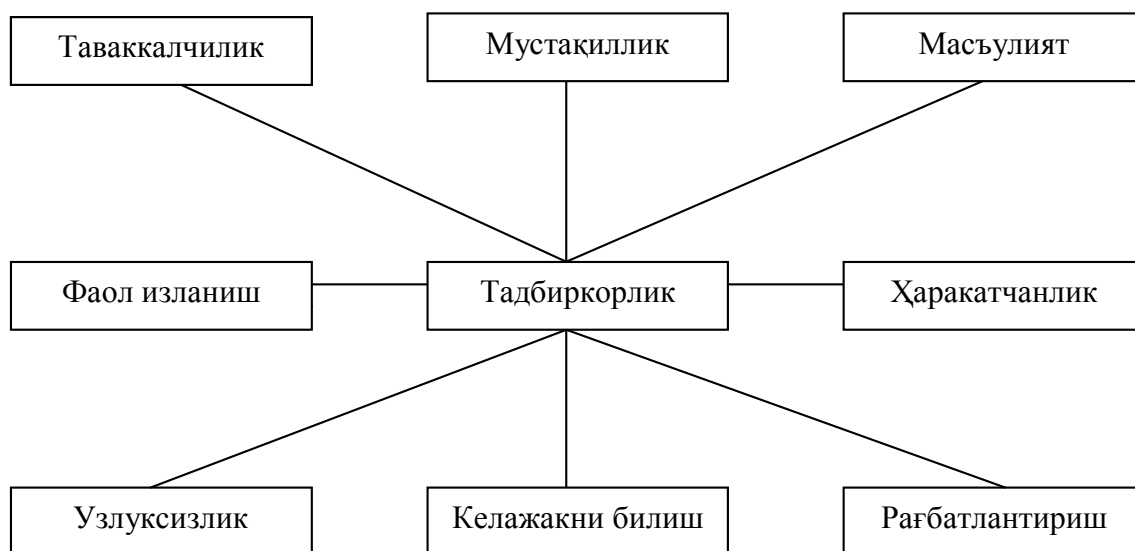 Таваккалчилик
Мустақиллик
Масъулият
Фаол изланиш
Тадбиркорлик
Ҳаракатчанлик
Узлуксизлик
Келажакни билиш
Рағбатлантириш